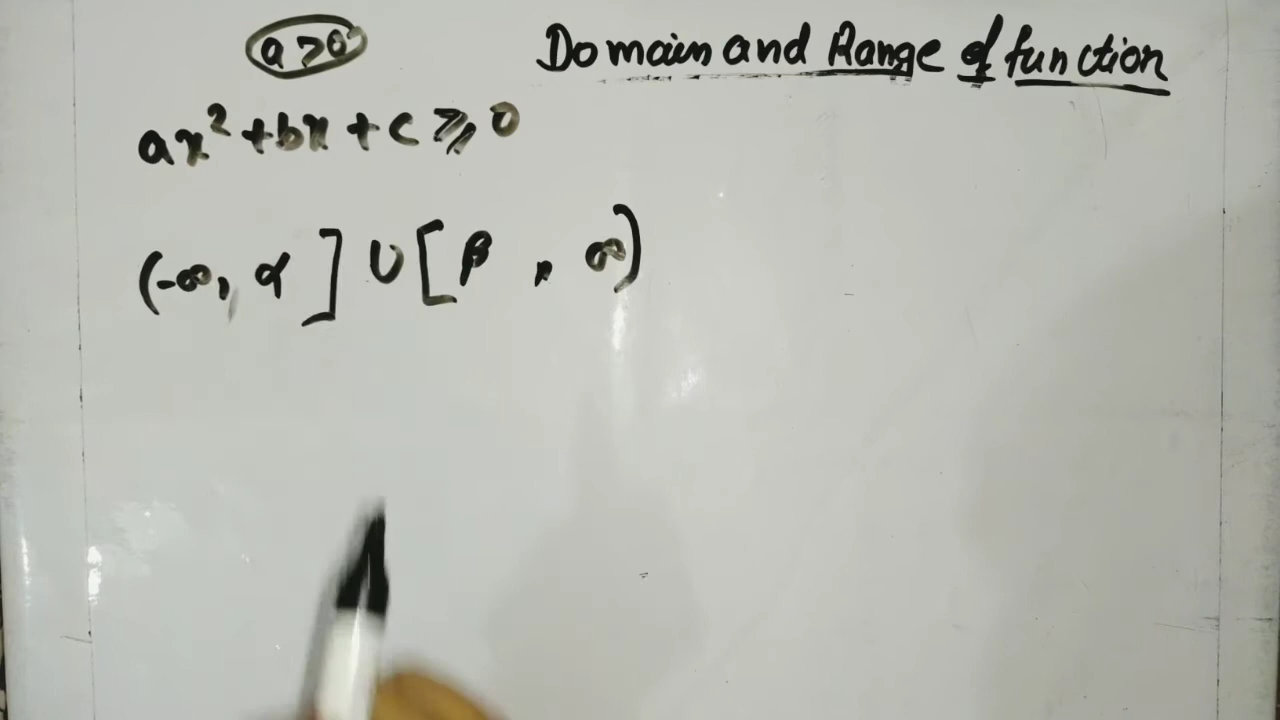 a>0
Domain and Range of function
ax²+bx+c⩾0
(-∞, α] ∪ [β, ∞)